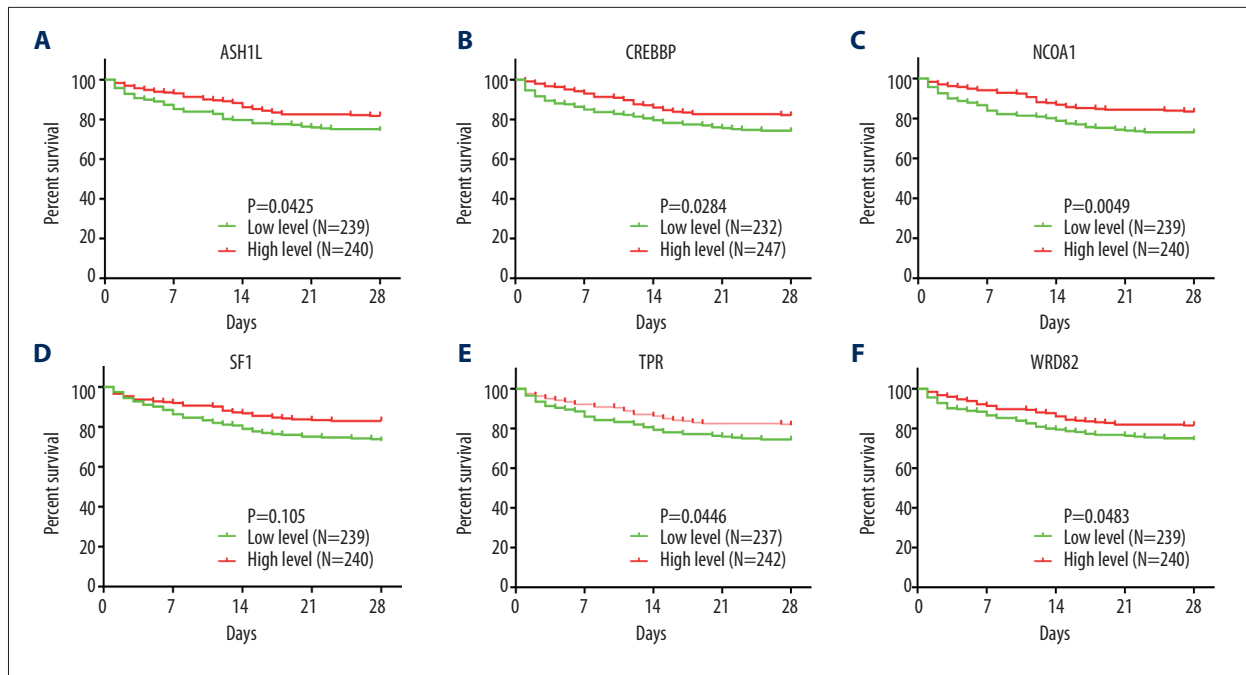 A
ASH1L
Percent survival
100
80
60
40
20
0
P=0.0425
Low level (N=239)
High level (N=240)
0 7 14 21 28
Days
B
CREBBP
Percent survival
100
80
60
40
20
0
P=0.0284
Low level (N=232)
High level (N=247)
0 7 14 21 28
Days
C
NCOA1
Percent survival
100
80
60
40
20
0
P=0.0049
Low level (N=239)
High level (N=240)
0 7 14 21 28
Days
D
SF1
Percent survival
100
80
60
40
20
0
P=0.105
Low level (N=239)
High level (N=240)
0 7 14 21 28
Days
E
TPR
Percent survival
100
80
60
40
20
0
P=0.0446
Low level (N=237)
High level (N=242)
0 7 14 21 28
Days
F
WRD82
Percent survival
100
80
60
40
20
0
P=0.0483
Low level (N=239)
High level (N=240)
0 7 14 21 28
Days